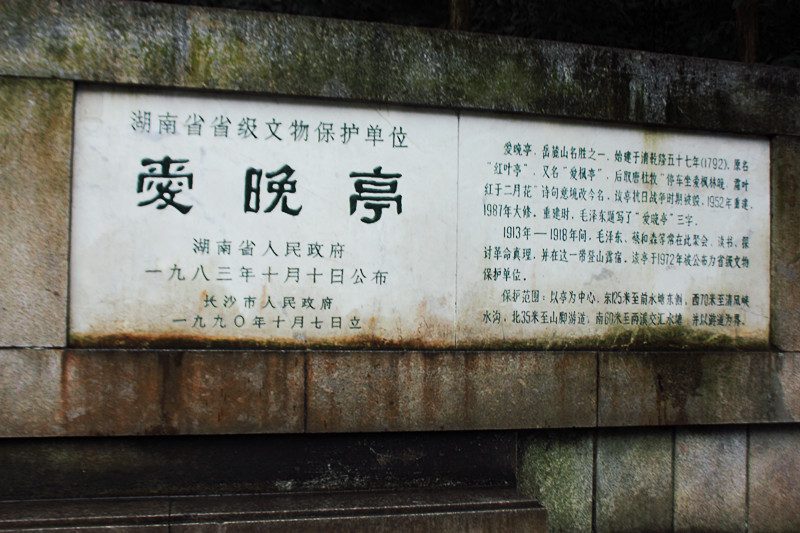 湖南省省级文物保护单位
愛晚亭
湖南省人民政府
一九八三年十月十日公布
长沙市人民政府
一九九〇年十月七日立
爱晚亭，岳麓山名胜之一，始建于清乾隆五十七年(1792)。原名
“红叶亭”，又名“爱枫亭”，后取唐杜牧“停车坐爱枫林晚，霜叶
红于二月花”诗句意境改今名，该亭抗日战争时期被毁，1952年重建，
1987年大修，重建时，毛泽东题写了“爱晚亭”三字。
1913年—1918年间，毛泽东、蔡和森等常在此聚会、读书、探
讨革命真理，并在这一带登山露宿。该亭于1972年被公布为省级文物
保护单位。
保护范围：以亭为中心，东125米至前水塘东侧，西70米至清风峡
水沟，北35米至山脚游道，南60米至两溪交汇水塘，并以